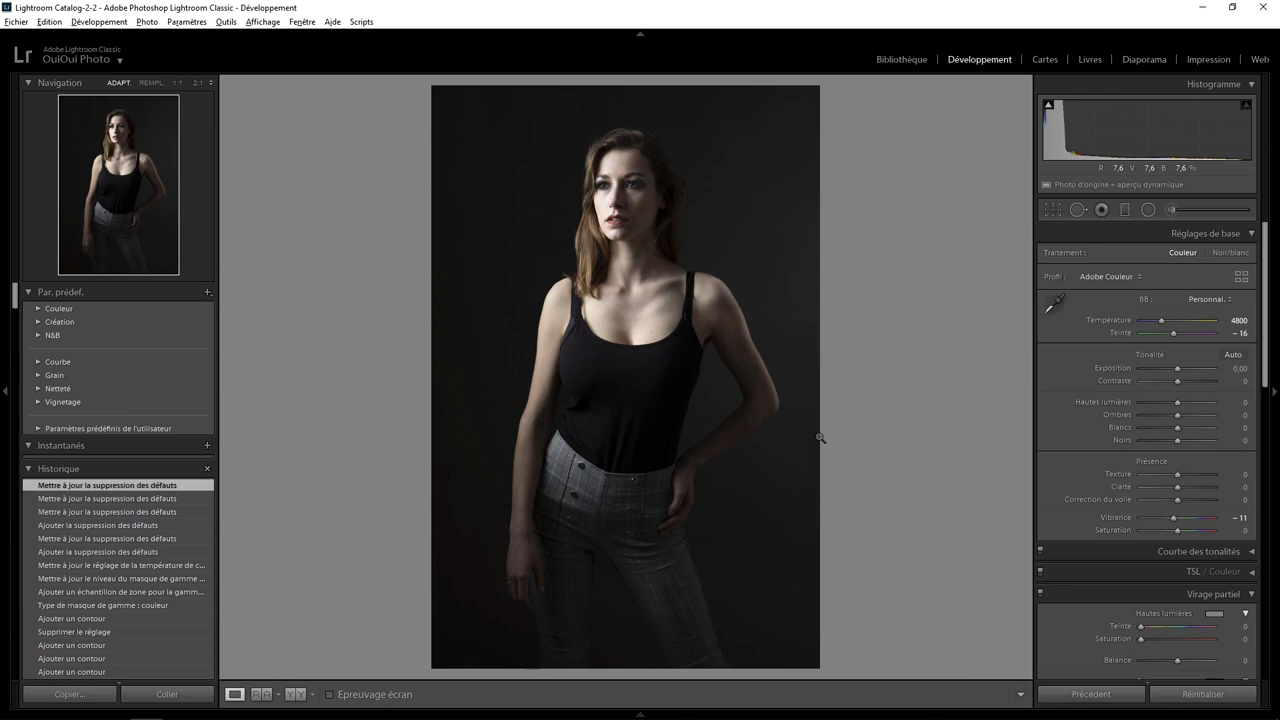 Lightroom Catalog-2-2 - Adobe Photoshop Lightroom Classic - Développement
Fichier Edition Développement Photo Paramètres Outils Affichage Fenêtre Aide Scripts
Lr Adobe Lightroom Classic
OuiOui Photo
Bibliothèque | Développement | Cartes | Livres | Diaporama | Impression | Web
Navigation ADAPT. REMPL. 1:1 2:1
Par. prédef. +
Couleur
Création
N&B
Courbe
Grain
Netteté
Vignetage
Paramètres prédéfinis de l'utilisateur
Instantanés +
Historique ×
Mettre à jour la suppression des défauts
Mettre à jour la suppression des défauts
Mettre à jour la suppression des défauts
Ajouter la suppression des défauts
Mettre à jour la suppression des défauts
Ajouter la suppression des défauts
Mettre à jour le réglage de la température de c...
Mettre à jour le niveau du masque de gamme ...
Ajouter un échantillon de zone pour la gamm...
Type de masque de gamme : couleur
Ajouter un contour
Supprimer le réglage
Ajouter un contour
Ajouter un contour
Ajouter un contour
Copier... Coller
Epreuvage écran
Histogramme
R 7,6 V 7,6 B 7,6 %
Photo d'origine + aperçu dynamique
Réglages de base
Traitement : Couleur Noir/blanc
Profil : Adobe Couleur
BB : Personnal.
Température 4800
Teinte – 16
Tonalité Auto
Exposition 0,00
Contraste 0
Hautes lumières 0
Ombres 0
Blancs 0
Noirs 0
Présence
Texture 0
Clarté 0
Correction du voile 0
Vibrance – 11
Saturation 0
Courbe des tonalités
TSL / Couleur
Virage partiel
Hautes lumières
Teinte 0
Saturation 0
Balance 0
Précédent Réinitialiser